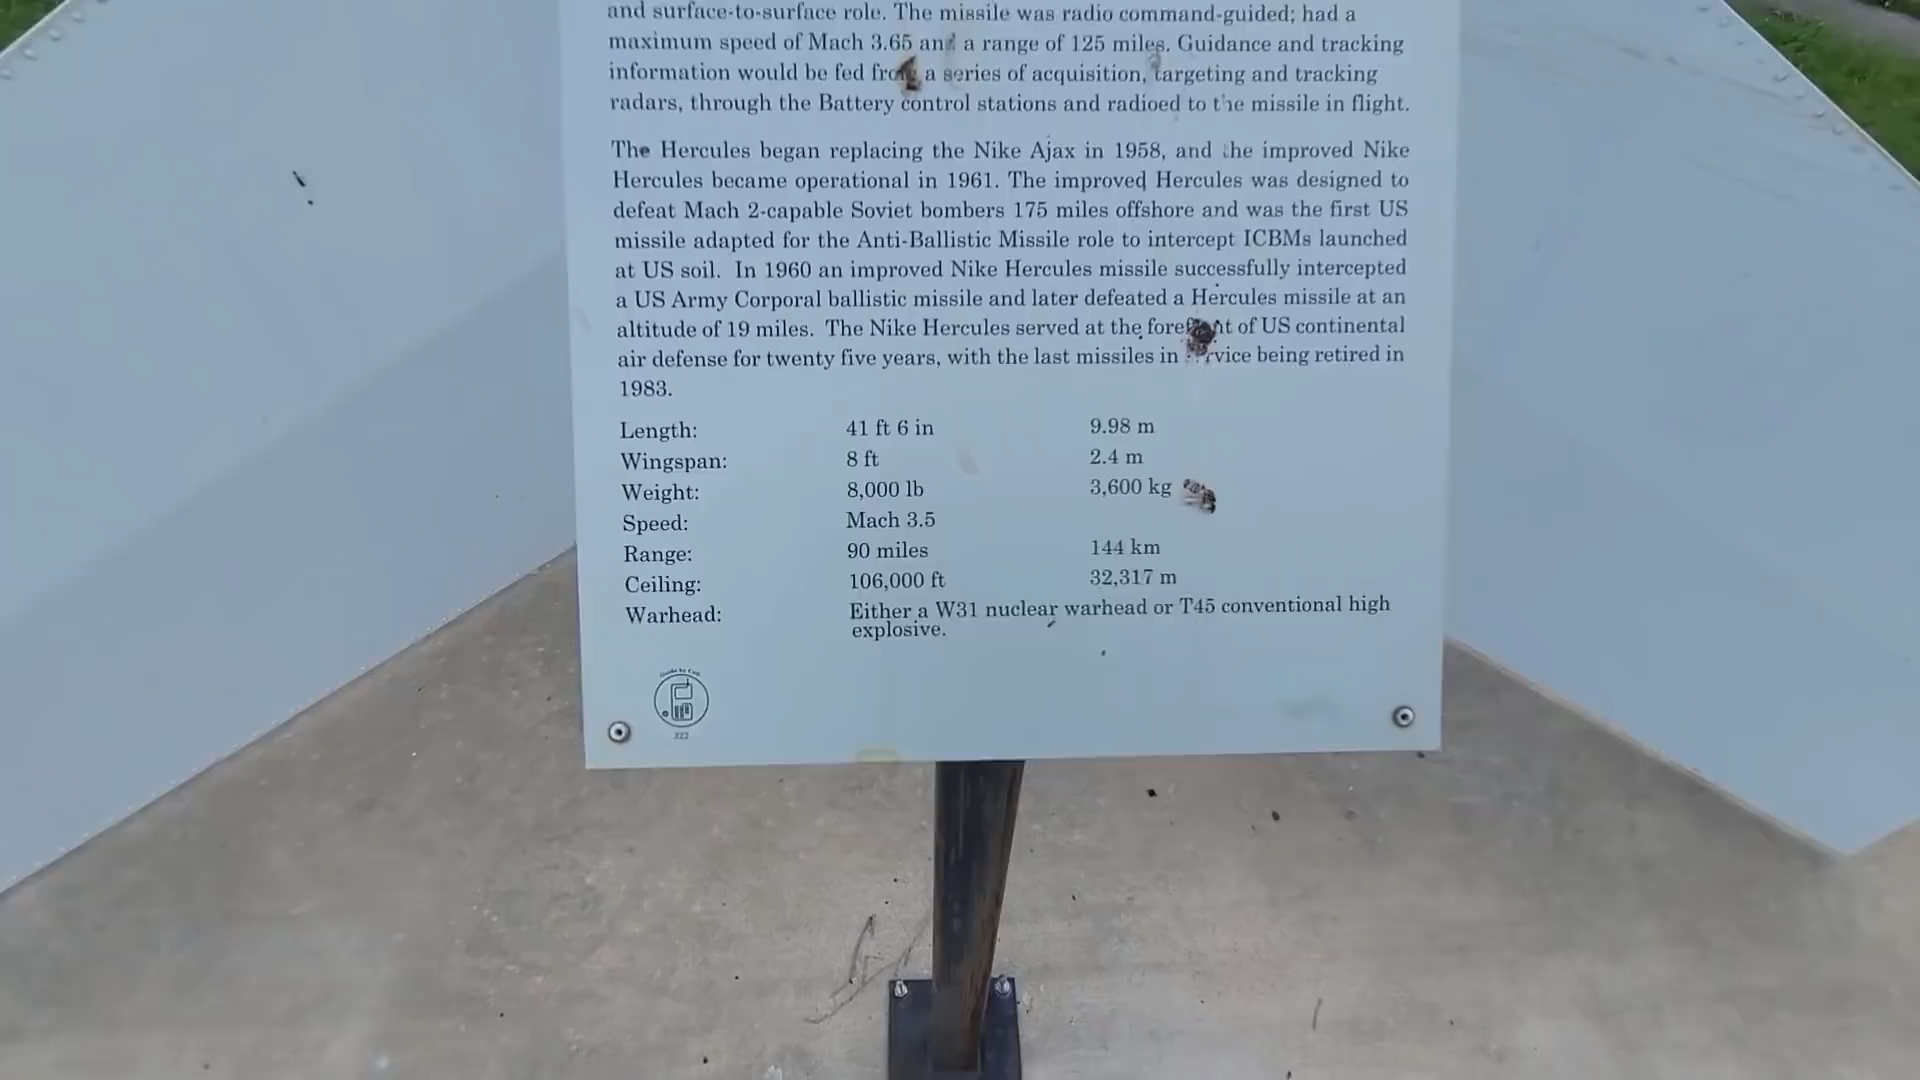 and surface-to-surface role. The missile was radio command-guided; had a
maximum speed of Mach 3.65 and a range of 125 miles. Guidance and tracking
information would be fed from a series of acquisition, targeting and tracking
radars, through the Battery control stations and radioed to the missile in flight.
The Hercules began replacing the Nike Ajax in 1958, and the improved Nike
Hercules became operational in 1961. The improved Hercules was designed to
defeat Mach 2-capable Soviet bombers 175 miles offshore and was the first US
missile adapted for the Anti-Ballistic Missile role to intercept ICBMs launched
at US soil. In 1960 an improved Nike Hercules missile successfully intercepted
a US Army Corporal ballistic missile and later defeated a Hercules missile at an
altitude of 19 miles. The Nike Hercules served at the forefront of US continental
air defense for twenty five years, with the last missiles in service being retired in
1983.
Length: 41 ft 6 in 9.98 m
Wingspan: 8 ft 2.4 m
Weight: 8,000 lb 3,600 kg
Speed: Mach 3.5
Range: 90 miles 144 km
Ceiling: 106,000 ft 32,317 m
Warhead: Either a W31 nuclear warhead or T45 conventional high
explosive.
Guide by Cell
322